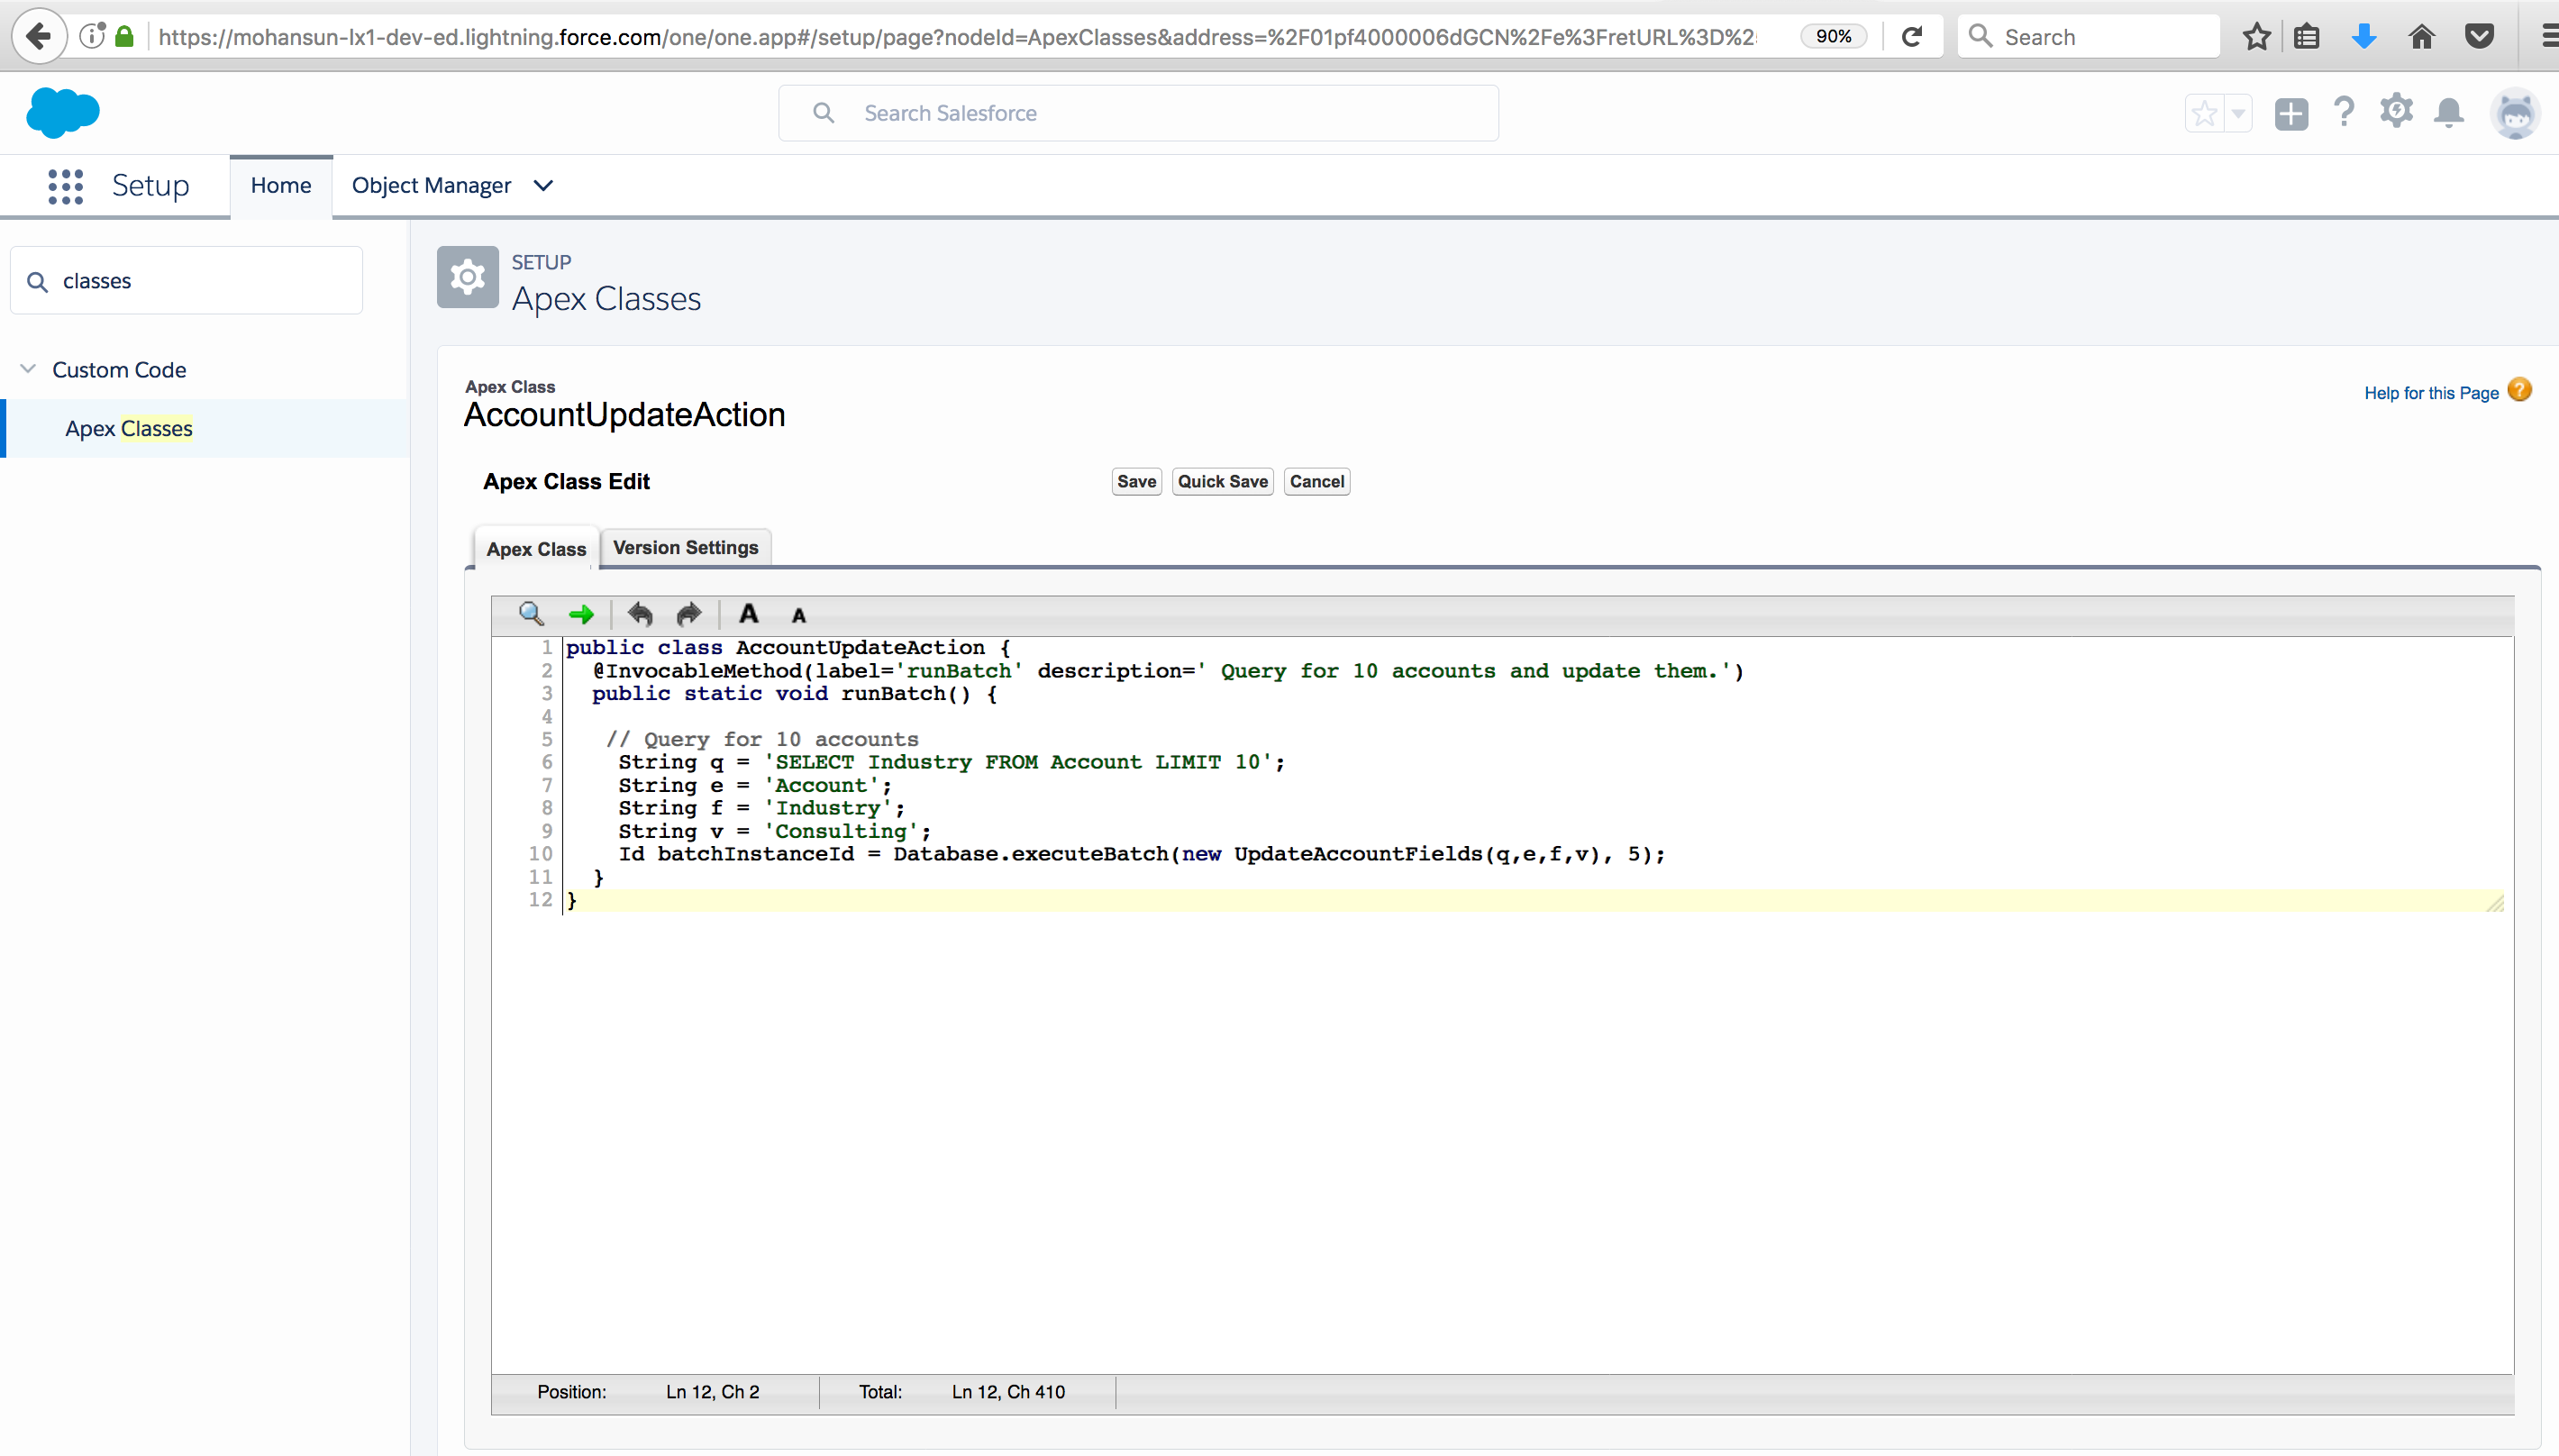 https://mohansun-lx1-dev-ed.lightning.force.com/one/one.app#/setup/page?nodeId=ApexClasses&address=%2F01pf4000006dGCN%2Fe%3FretURL%3D%2 90% Search
Search Salesforce
Setup Home Object Manager
classes
SETUP
Apex Classes
Custom Code
Apex Classes
Apex Class
AccountUpdateAction
Help for this Page ?
Apex Class Edit Save Quick Save Cancel
Apex Class Version Settings
A A
1 public class AccountUpdateAction {
2 @InvocableMethod(label='runBatch' description=' Query for 10 accounts and update them.')
3 public static void runBatch() {
4
5 // Query for 10 accounts
6 String q = 'SELECT Industry FROM Account LIMIT 10';
7 String e = 'Account';
8 String f = 'Industry';
9 String v = 'Consulting';
10 Id batchInstanceId = Database.executeBatch(new UpdateAccountFields(q,e,f,v), 5);
11 }
12 }
Position: Ln 12, Ch 2 Total: Ln 12, Ch 410